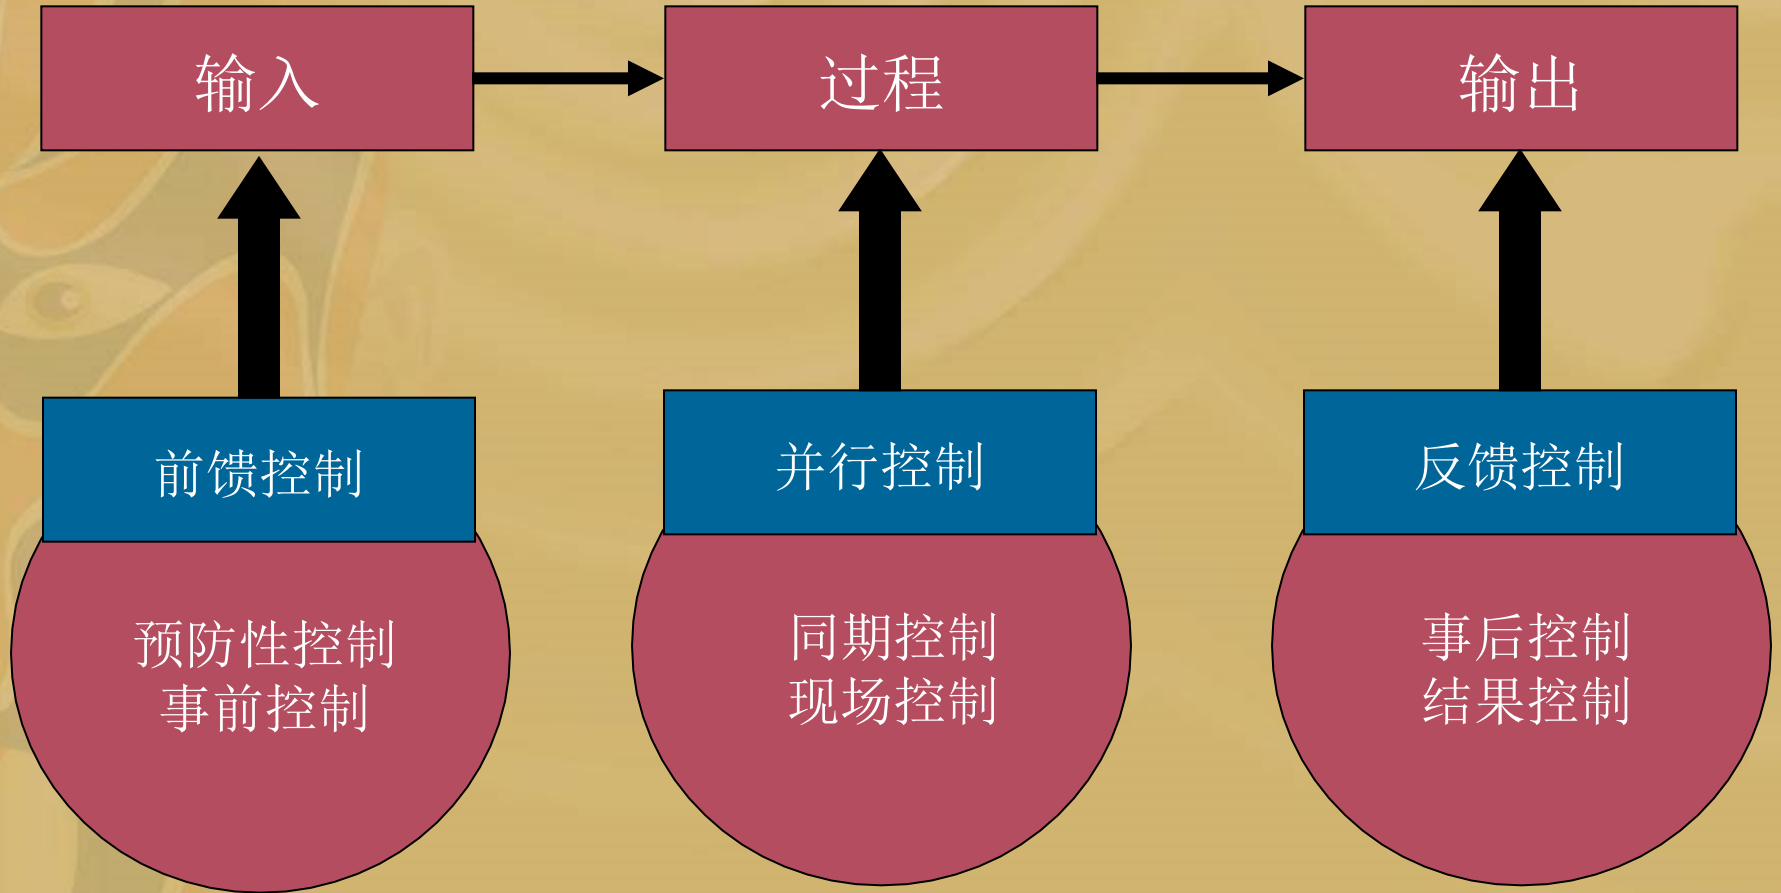 输入
过程
输出
前馈控制
并行控制
反馈控制
预防性控制
事前控制
同期控制
现场控制
事后控制
结果控制